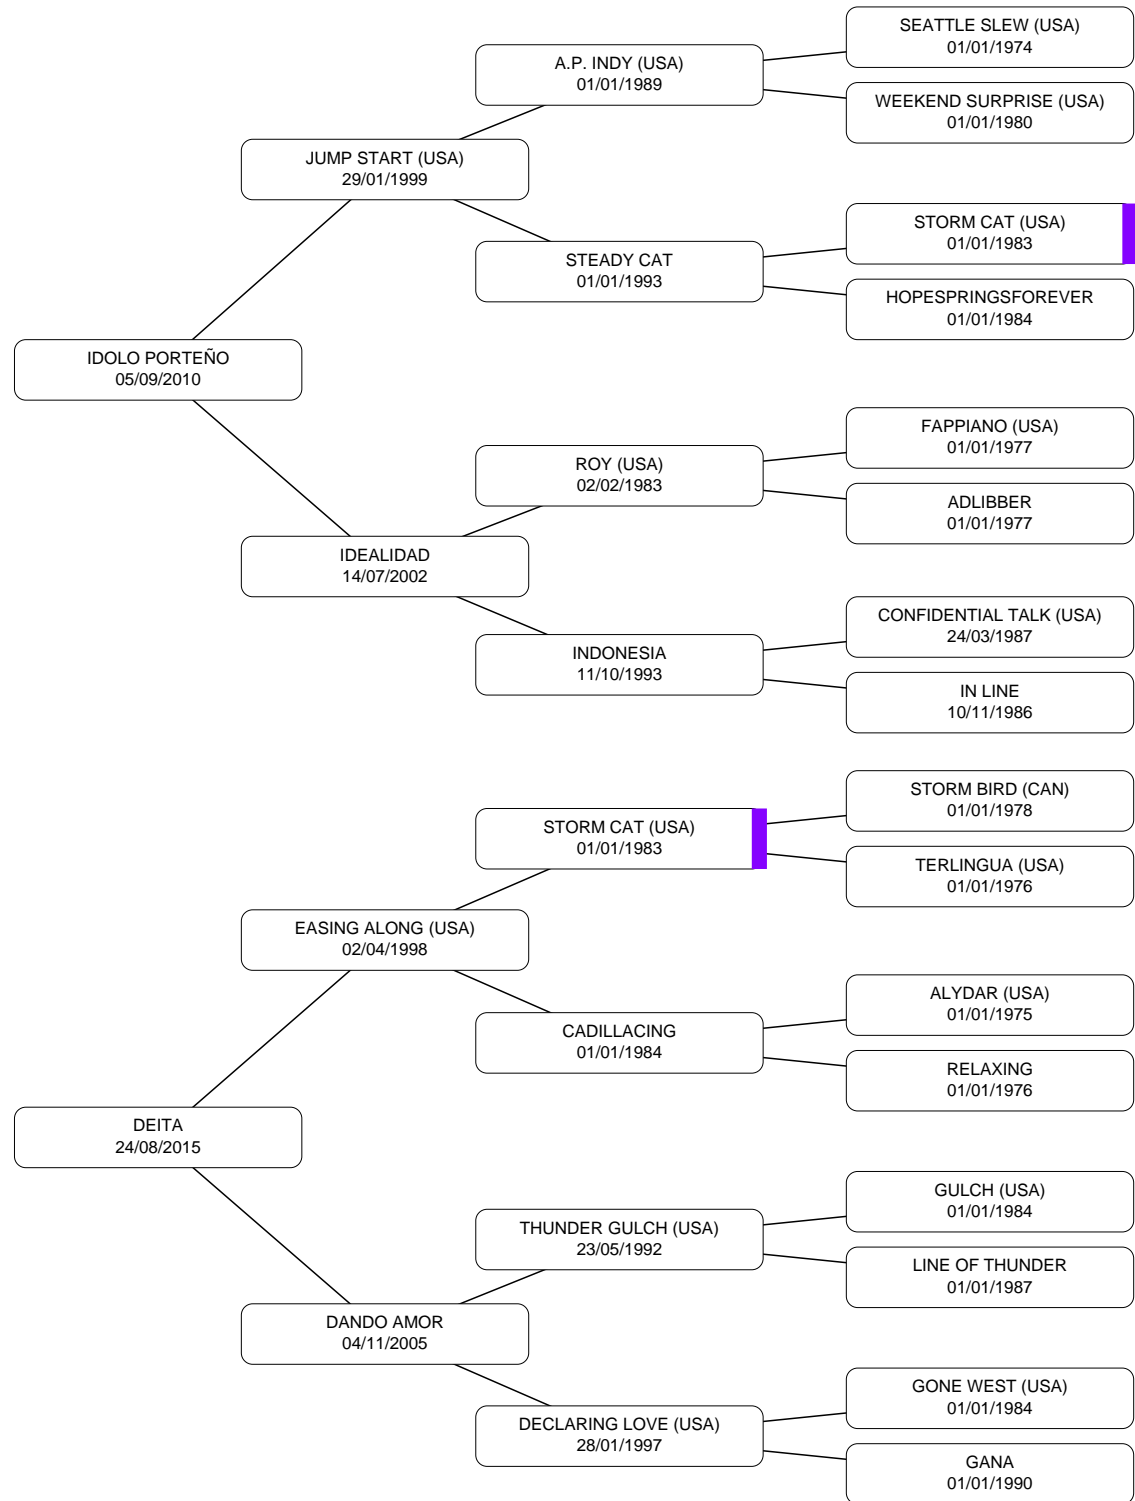 SEATTLE SLEW (USA)
01/01/1974
A.P. INDY (USA)
01/01/1989
WEEKEND SURPRISE (USA)
01/01/1980
JUMP START (USA)
29/01/1999
STORM CAT (USA)
01/01/1983
STEADY CAT
01/01/1993
HOPESPRINGSFOREVER
01/01/1984
IDOLO PORTEÑO
05/09/2010
FAPPIANO (USA)
01/01/1977
ROY (USA)
02/02/1983
ADLIBBER
01/01/1977
IDEALIDAD
14/07/2002
CONFIDENTIAL TALK (USA)
24/03/1987
INDONESIA
11/10/1993
IN LINE
10/11/1986
STORM BIRD (CAN)
01/01/1978
STORM CAT (USA)
01/01/1983
TERLINGUA (USA)
01/01/1976
EASING ALONG (USA)
02/04/1998
ALYDAR (USA)
01/01/1975
CADILLACING
01/01/1984
RELAXING
01/01/1976
DEITA
24/08/2015
GULCH (USA)
01/01/1984
THUNDER GULCH (USA)
23/05/1992
LINE OF THUNDER
01/01/1987
DANDO AMOR
04/11/2005
GONE WEST (USA)
01/01/1984
DECLARING LOVE (USA)
28/01/1997
GANA
01/01/1990